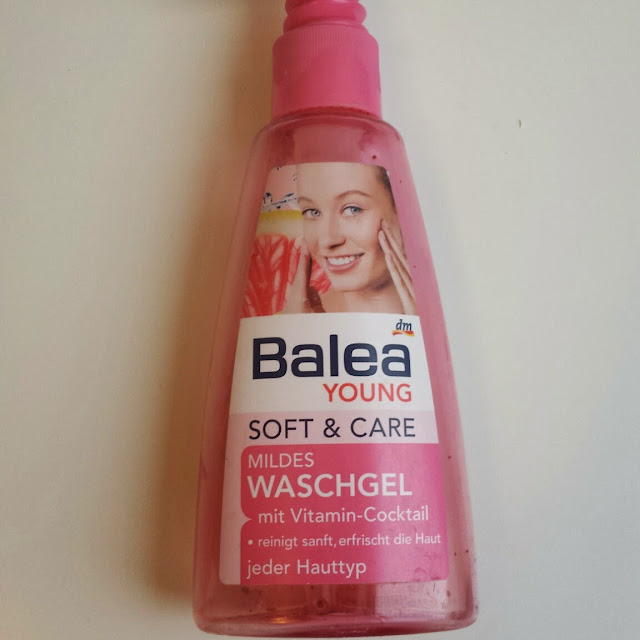 dm
Balea
YOUNG
SOFT & CARE
MILDES
WASCHGEL
mit Vitamin-Cocktail
• reinigt sanft, erfrischt die Haut
jeder Hauttyp